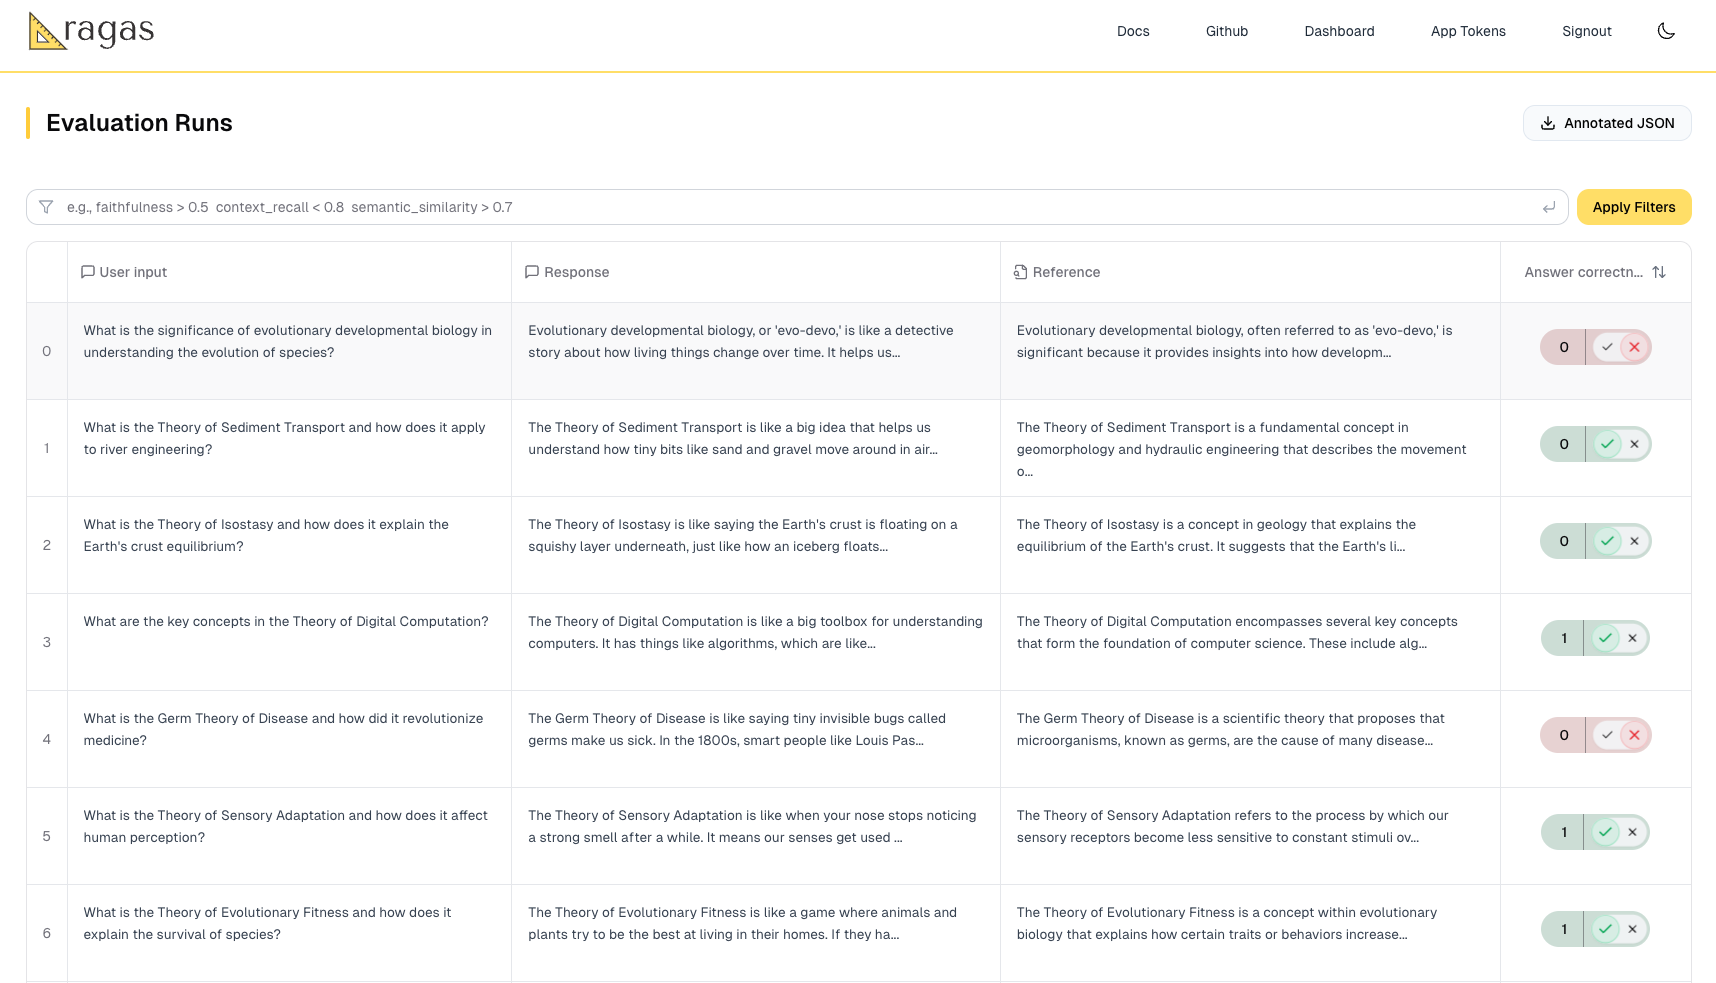 ragas
Docs
Github
Dashboard
App Tokens
Signout
Evaluation Runs
Annotated JSON
e.g., faithfulness > 0.5  context_recall < 0.8  semantic_similarity > 0.7
Apply Filters
User input
Response
Reference
Answer correctn...
0
What is the significance of evolutionary developmental biology in
understanding the evolution of species?
Evolutionary developmental biology, or 'evo-devo,' is like a detective
story about how living things change over time. It helps us...
Evolutionary developmental biology, often referred to as 'evo-devo,' is
significant because it provides insights into how developm...
0
1
What is the Theory of Sediment Transport and how does it apply
to river engineering?
The Theory of Sediment Transport is like a big idea that helps us
understand how tiny bits like sand and gravel move around in air...
The Theory of Sediment Transport is a fundamental concept in
geomorphology and hydraulic engineering that describes the movement
o...
0
2
What is the Theory of Isostasy and how does it explain the
Earth's crust equilibrium?
The Theory of Isostasy is like saying the Earth's crust is floating on a
squishy layer underneath, just like how an iceberg floats...
The Theory of Isostasy is a concept in geology that explains the
equilibrium of the Earth's crust. It suggests that the Earth's li...
0
3
What are the key concepts in the Theory of Digital Computation?
The Theory of Digital Computation is like a big toolbox for understanding
computers. It has things like algorithms, which are like...
The Theory of Digital Computation encompasses several key concepts
that form the foundation of computer science. These include alg...
1
4
What is the Germ Theory of Disease and how did it revolutionize
medicine?
The Germ Theory of Disease is like saying tiny invisible bugs called
germs make us sick. In the 1800s, smart people like Louis Pas...
The Germ Theory of Disease is a scientific theory that proposes that
microorganisms, known as germs, are the cause of many disease...
0
5
What is the Theory of Sensory Adaptation and how does it affect
human perception?
The Theory of Sensory Adaptation is like when your nose stops noticing
a strong smell after a while. It means our senses get used ...
The Theory of Sensory Adaptation refers to the process by which our
sensory receptors become less sensitive to constant stimuli ov...
1
6
What is the Theory of Evolutionary Fitness and how does it
explain the survival of species?
The Theory of Evolutionary Fitness is like a game where animals and
plants try to be the best at living in their homes. If they ha...
The Theory of Evolutionary Fitness is a concept within evolutionary
biology that explains how certain traits or behaviors increase...
1